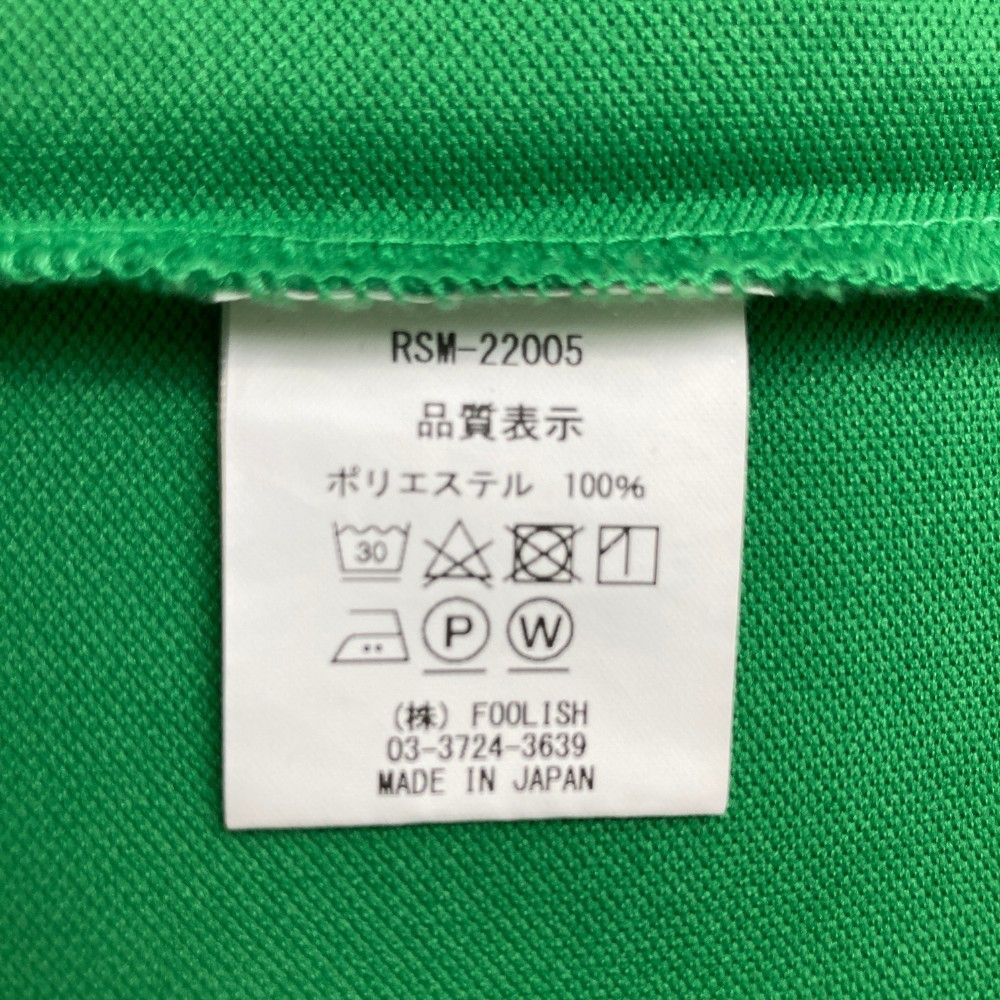 RSM-22005
品質表示
ポリエステル 100%
30
P W
(株) FOOLISH
03-3724-3639
MADE IN JAPAN